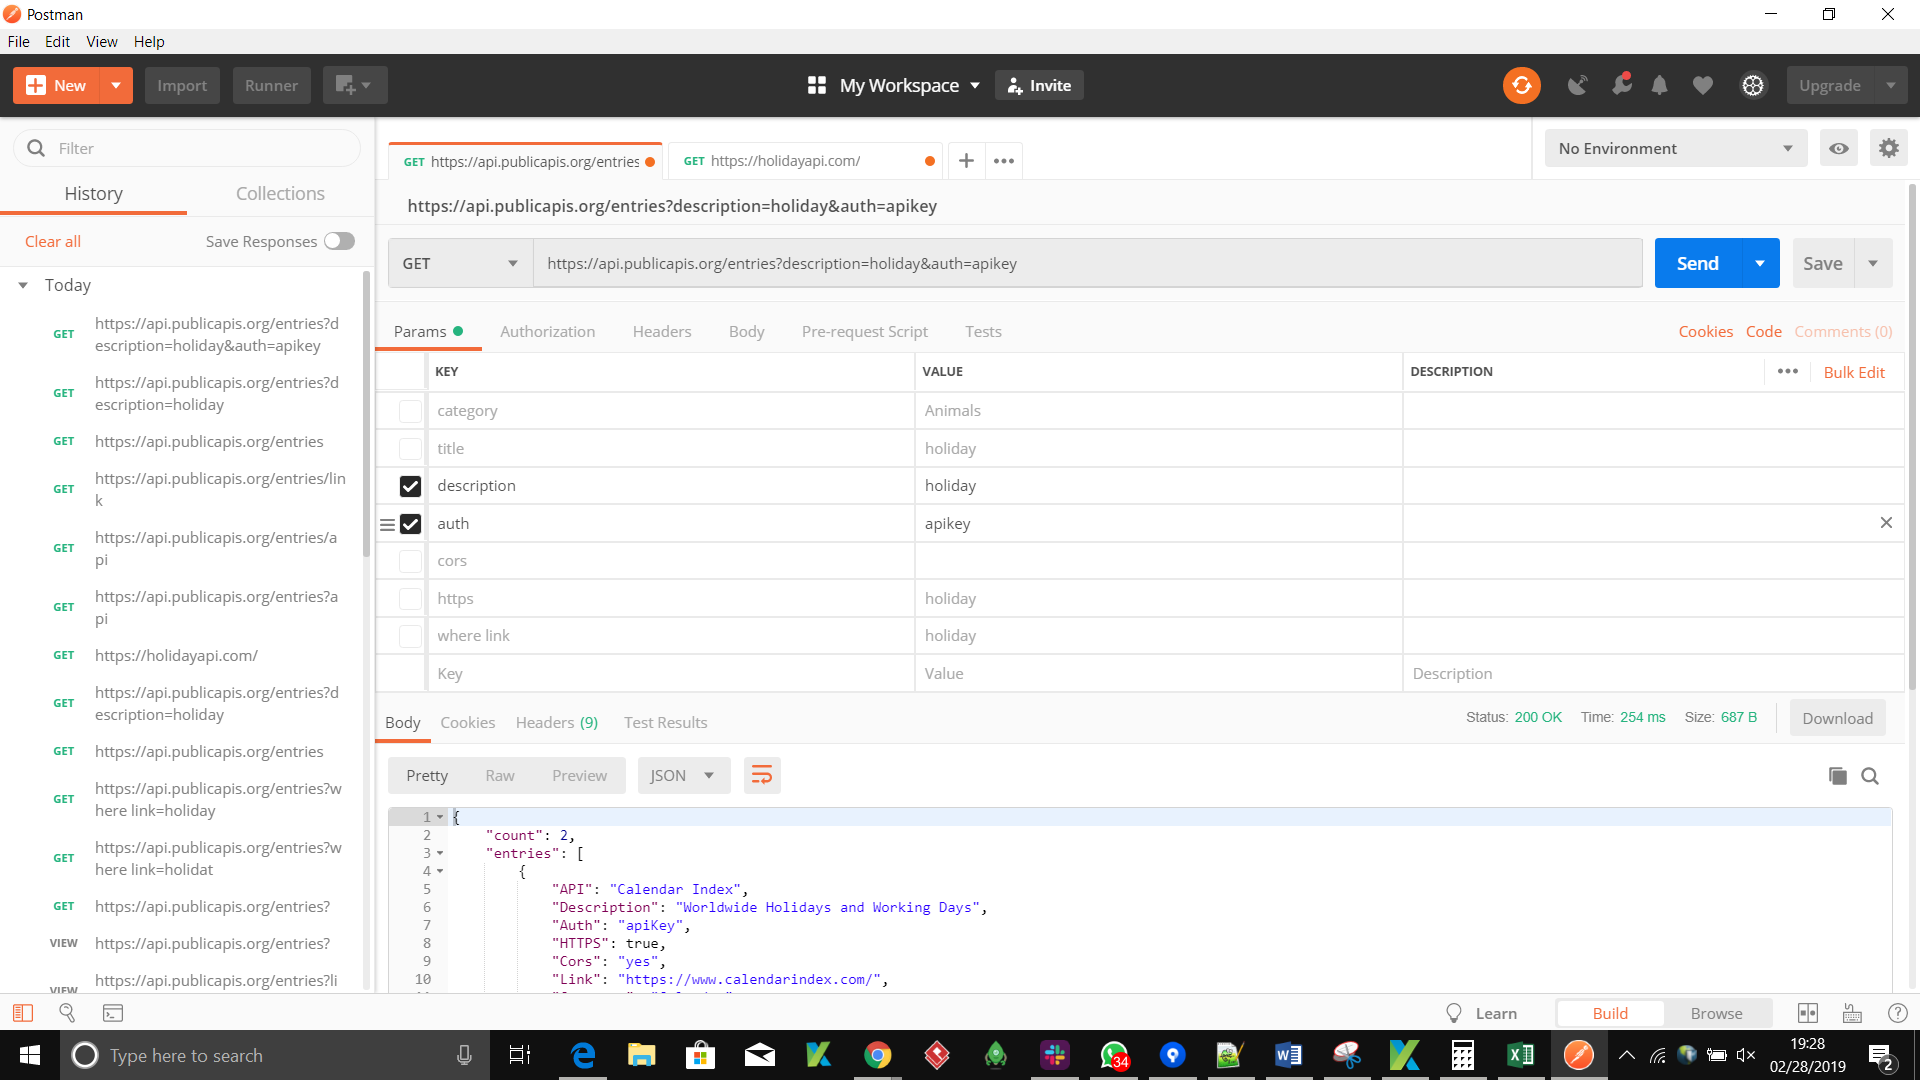 Postman
File Edit View Help
New Import Runner My Workspace Invite Upgrade
Filter
History Collections
Clear all Save Responses
Today
GET https://api.publicapis.org/entries?d
escription=holiday&auth=apikey
GET https://api.publicapis.org/entries?d
escription=holiday
GET https://api.publicapis.org/entries
GET https://api.publicapis.org/entries/lin
k
GET https://api.publicapis.org/entries/a
pi
GET https://api.publicapis.org/entries?a
pi
GET https://holidayapi.com/
GET https://api.publicapis.org/entries?d
escription=holiday
GET https://api.publicapis.org/entries
GET https://api.publicapis.org/entries?w
here link=holiday
GET https://api.publicapis.org/entries?w
here link=holidat
GET https://api.publicapis.org/entries?
VIEW https://api.publicapis.org/entries?
VIEW https://api.publicapis.org/entries?li
GET https://api.publicapis.org/entries GET https://holidayapi.com/ No Environment
https://api.publicapis.org/entries?description=holiday&auth=apikey
GET https://api.publicapis.org/entries?description=holiday&auth=apikey Send Save
Params Authorization Headers Body Pre-request Script Tests Cookies Code Comments (0)
KEY VALUE DESCRIPTION Bulk Edit
category Animals
title holiday
description holiday
auth apikey
cors
https holiday
where link holiday
Key Value Description
Body Cookies Headers (9) Test Results Status: 200 OK Time: 254 ms Size: 687 B Download
Pretty Raw Preview JSON
1 {
2 "count": 2,
3 "entries": [
4 {
5 "API": "Calendar Index",
6 "Description": "Worldwide Holidays and Working Days",
7 "Auth": "apiKey",
8 "HTTPS": true,
9 "Cors": "yes",
10 "Link": "https://www.calendarindex.com/",
Learn Build Browse
Type here to search 34 19:28
02/28/2019 2